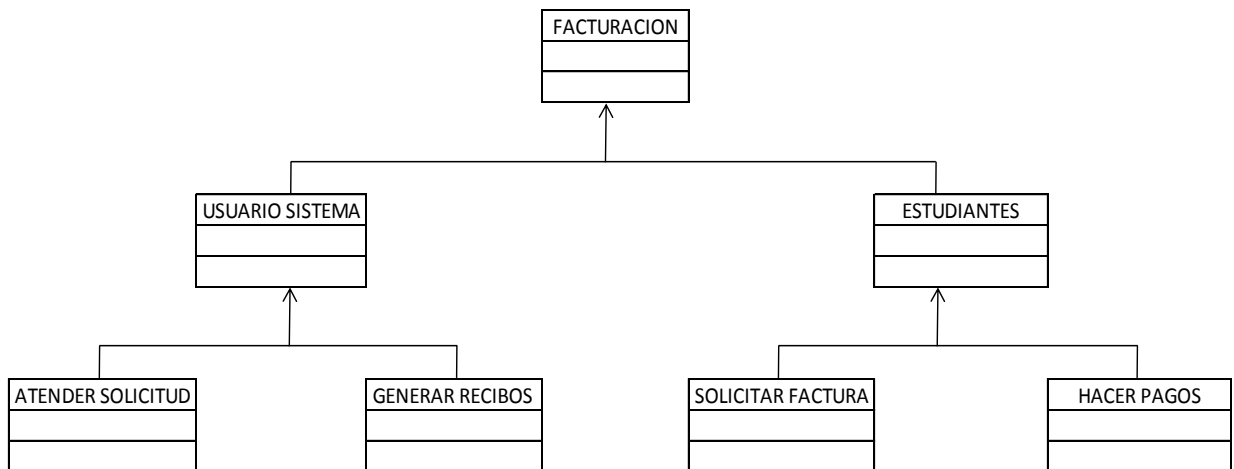 FACTURACION
USUARIO SISTEMA
ESTUDIANTES
ATENDER SOLICITUD
GENERAR RECIBOS
SOLICITAR FACTURA
HACER PAGOS